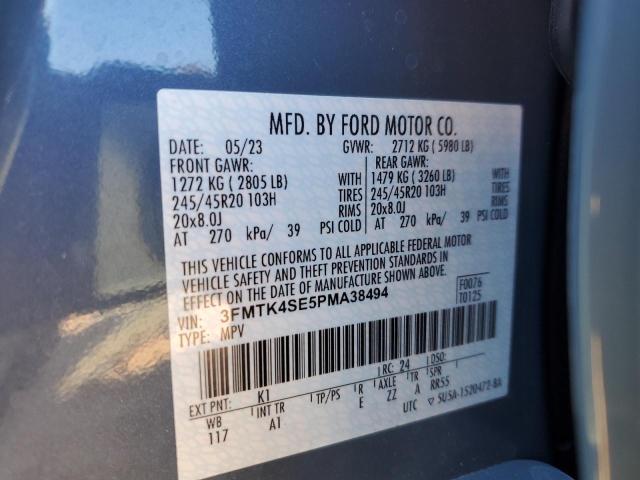 MFD. BY FORD MOTOR CO.
DATE: 05/23 GVWR: 2712 KG ( 5980 LB)
FRONT GAWR: REAR GAWR:
1272 KG ( 2805 LB) WITH 1479 KG ( 3260 LB) WITH
245/45R20 103H TIRES 245/45R20 103H TIRES
20x8.0J RIMS 20x8.0J RIMS
AT 270 kPa/ 39 PSI COLD AT 270 kPa/ 39 PSI COLD
THIS VEHICLE CONFORMS TO ALL APPLICABLE FEDERAL MOTOR
VEHICLE SAFETY AND THEFT PREVENTION STANDARDS IN
EFFECT ON THE DATE OF MANUFACTURE SHOWN ABOVE.
VIN: 3FMTK4SE5PMA38494 F0076
MPV T0125
EXT PNT: K1 RC: 24 DSO:
WB INT TR TP/PS R AXLE TR SPR
117 A1 E ZZ A RR55
UTC ▽ 5U5A-1520472-BA